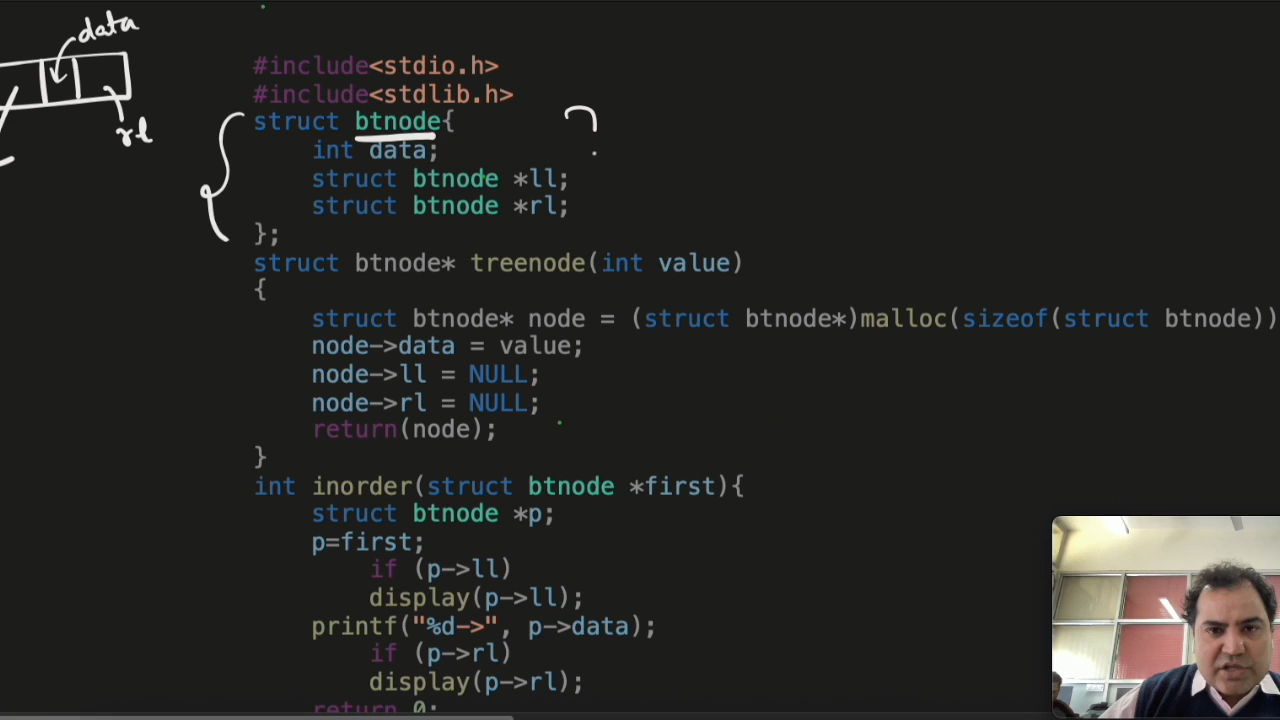 data
rl
#include<stdio.h>
#include<stdlib.h>
struct btnode{
    int data;
    struct btnode *ll;
    struct btnode *rl;
};
struct btnode* treenode(int value)
{
    struct btnode* node = (struct btnode*)malloc(sizeof(struct btnode))
    node->data = value;
    node->ll = NULL;
    node->rl = NULL;
    return(node);
}
int inorder(struct btnode *first){
    struct btnode *p;
    p=first;
        if (p->ll)
        display(p->ll);
    printf("%d->", p->data);
        if (p->rl)
        display(p->rl);
    return 0;